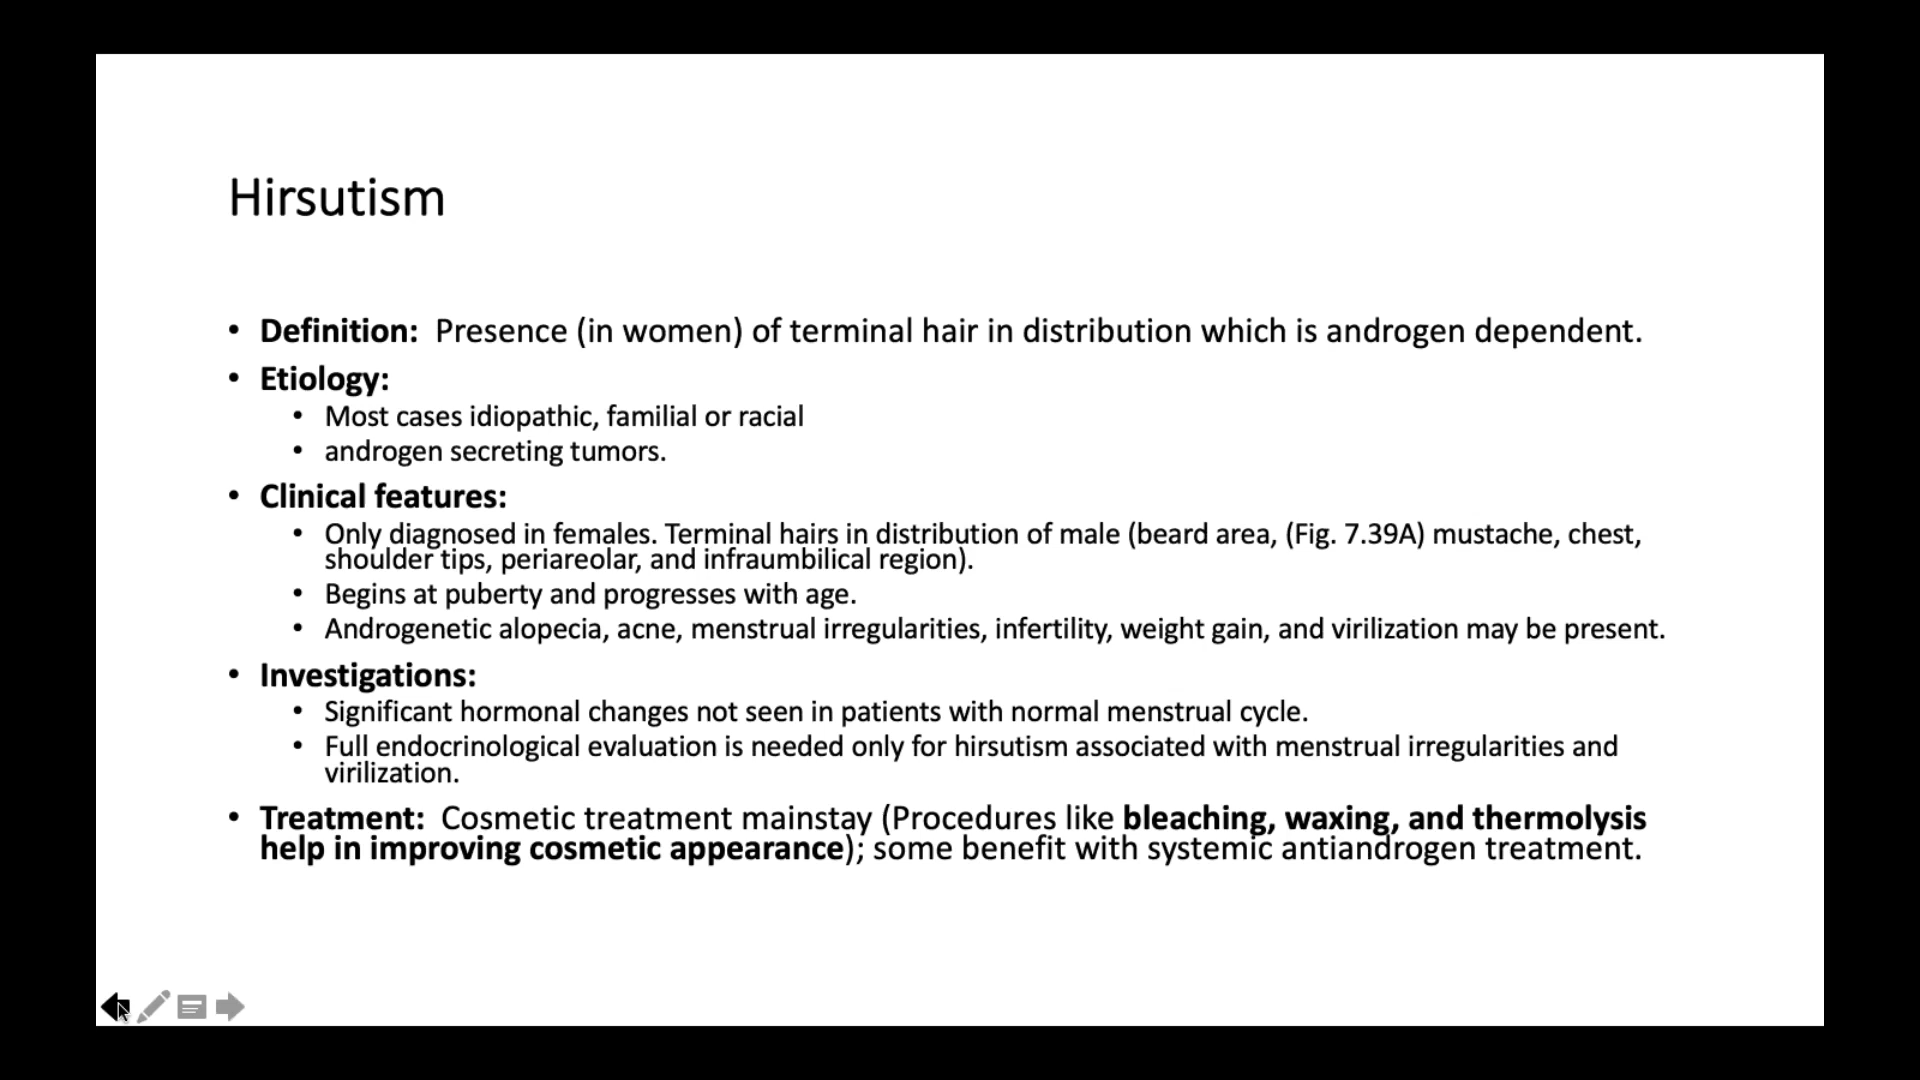 Hirsutism
• Definition:  Presence (in women) of terminal hair in distribution which is androgen dependent.
• Etiology:
• Most cases idiopathic, familial or racial
• androgen secreting tumors.
• Clinical features:
• Only diagnosed in females. Terminal hairs in distribution of male (beard area, (Fig. 7.39A) mustache, chest,
shoulder tips, periareolar, and infraumbilical region).
• Begins at puberty and progresses with age.
• Androgenetic alopecia, acne, menstrual irregularities, infertility, weight gain, and virilization may be present.
• Investigations:
• Significant hormonal changes not seen in patients with normal menstrual cycle.
• Full endocrinological evaluation is needed only for hirsutism associated with menstrual irregularities and
virilization.
• Treatment:  Cosmetic treatment mainstay (Procedures like bleaching, waxing, and thermolysis
help in improving cosmetic appearance); some benefit with systemic antiandrogen treatment.